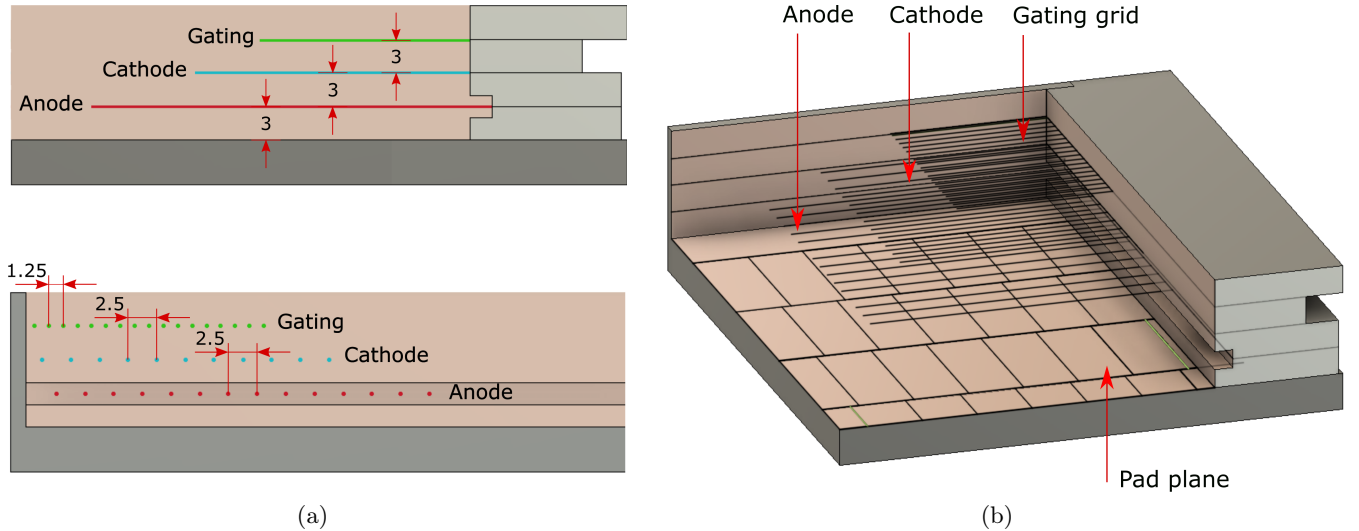 Gating
3
Cathode
3
Anode
3
1.25
2.5
Gating
2.5
Cathode
Anode
(a)
Anode Cathode Gating grid
Pad plane
(b)